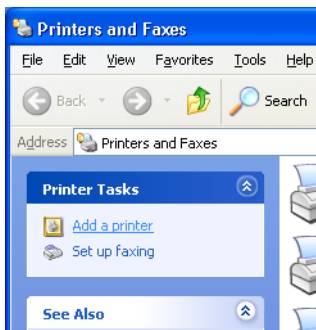 Printers and Faxes
File Edit View Favorites Tools Help
Back Search
Address Printers and Faxes
Printer Tasks
Add a printer
Set up faxing
See Also